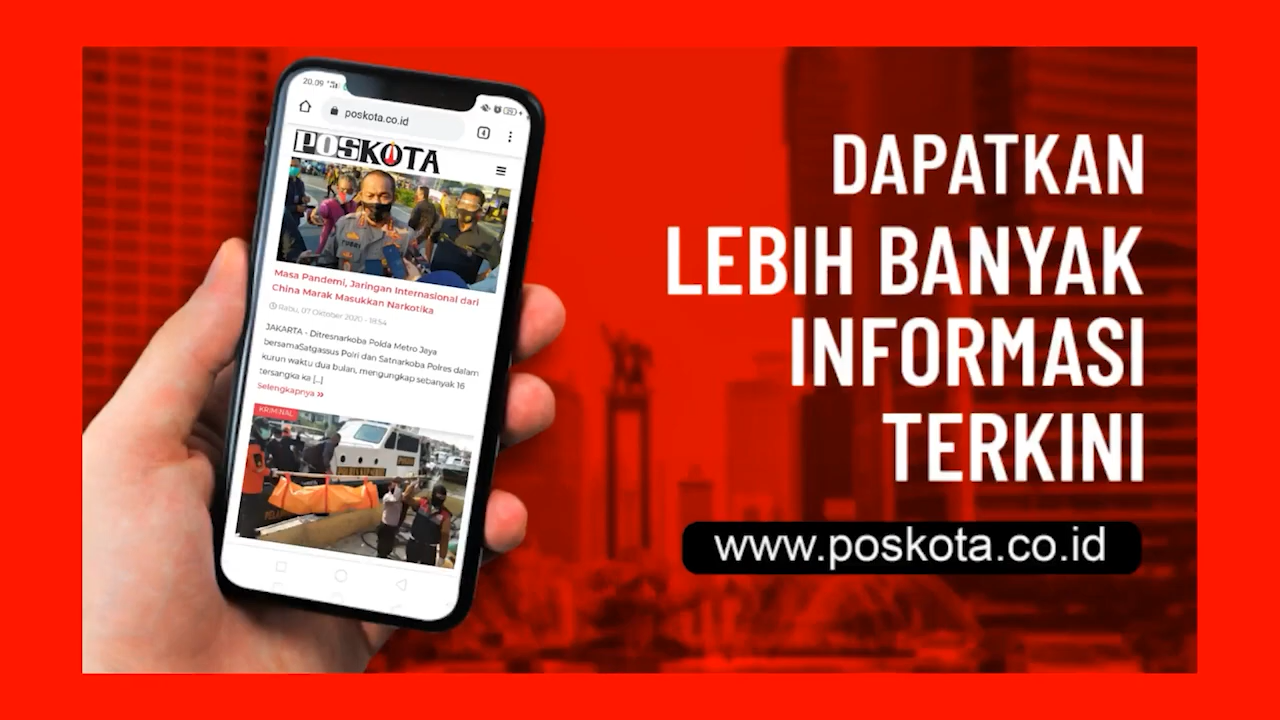 20.09
poskota.co.id
4
POSKOTA
Masa Pandemi, Jaringan Internasional dari
China Marak Masukkan Narkotika
Rabu, 07 Oktober 2020 - 18:54
JAKARTA - Ditresnarkoba Polda Metro Jaya
bersamaSatgassus Polri dan Satnarkoba Polres dalam
kurun waktu dua bulan, mengungkap sebanyak 16
tersangka ka [...]
Selengkapnya »
KRIMINAL
DAPATKAN
LEBIH BANYAK
INFORMASI
TERKINI
www.poskota.co.id